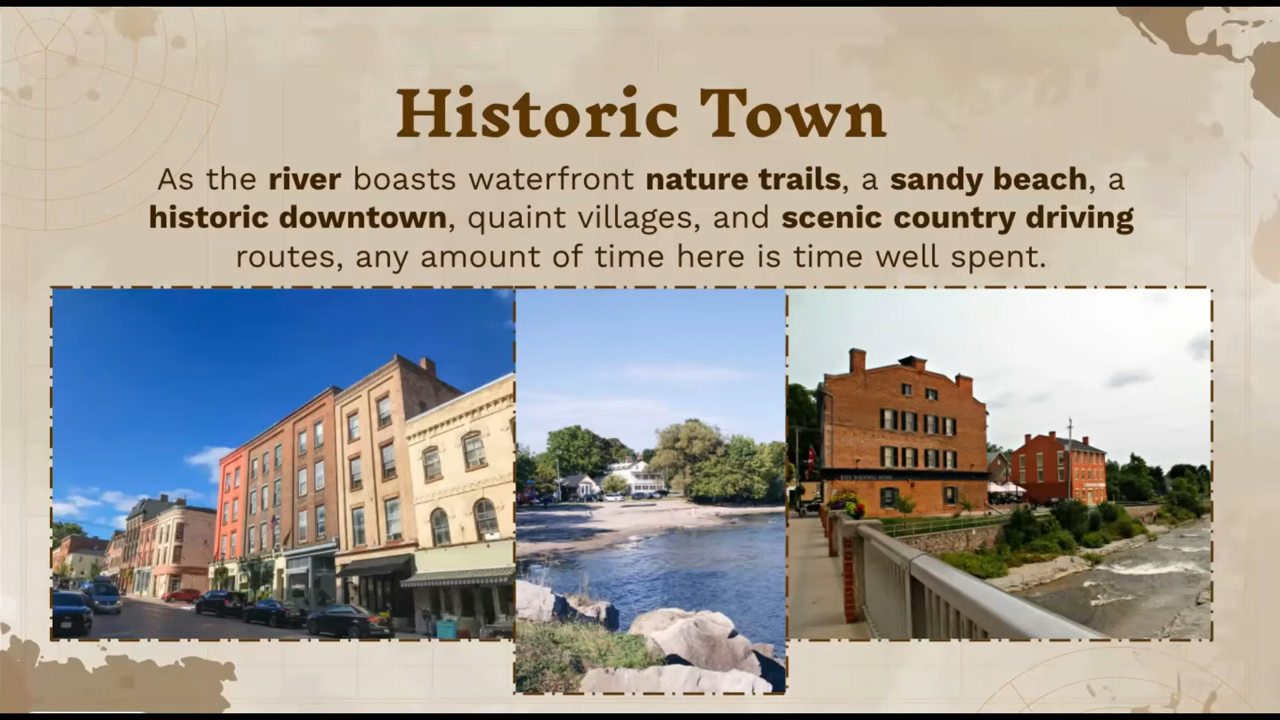 Historic Town
As the river boasts waterfront nature trails, a sandy beach, a
historic downtown, quaint villages, and scenic country driving
routes, any amount of time here is time well spent.